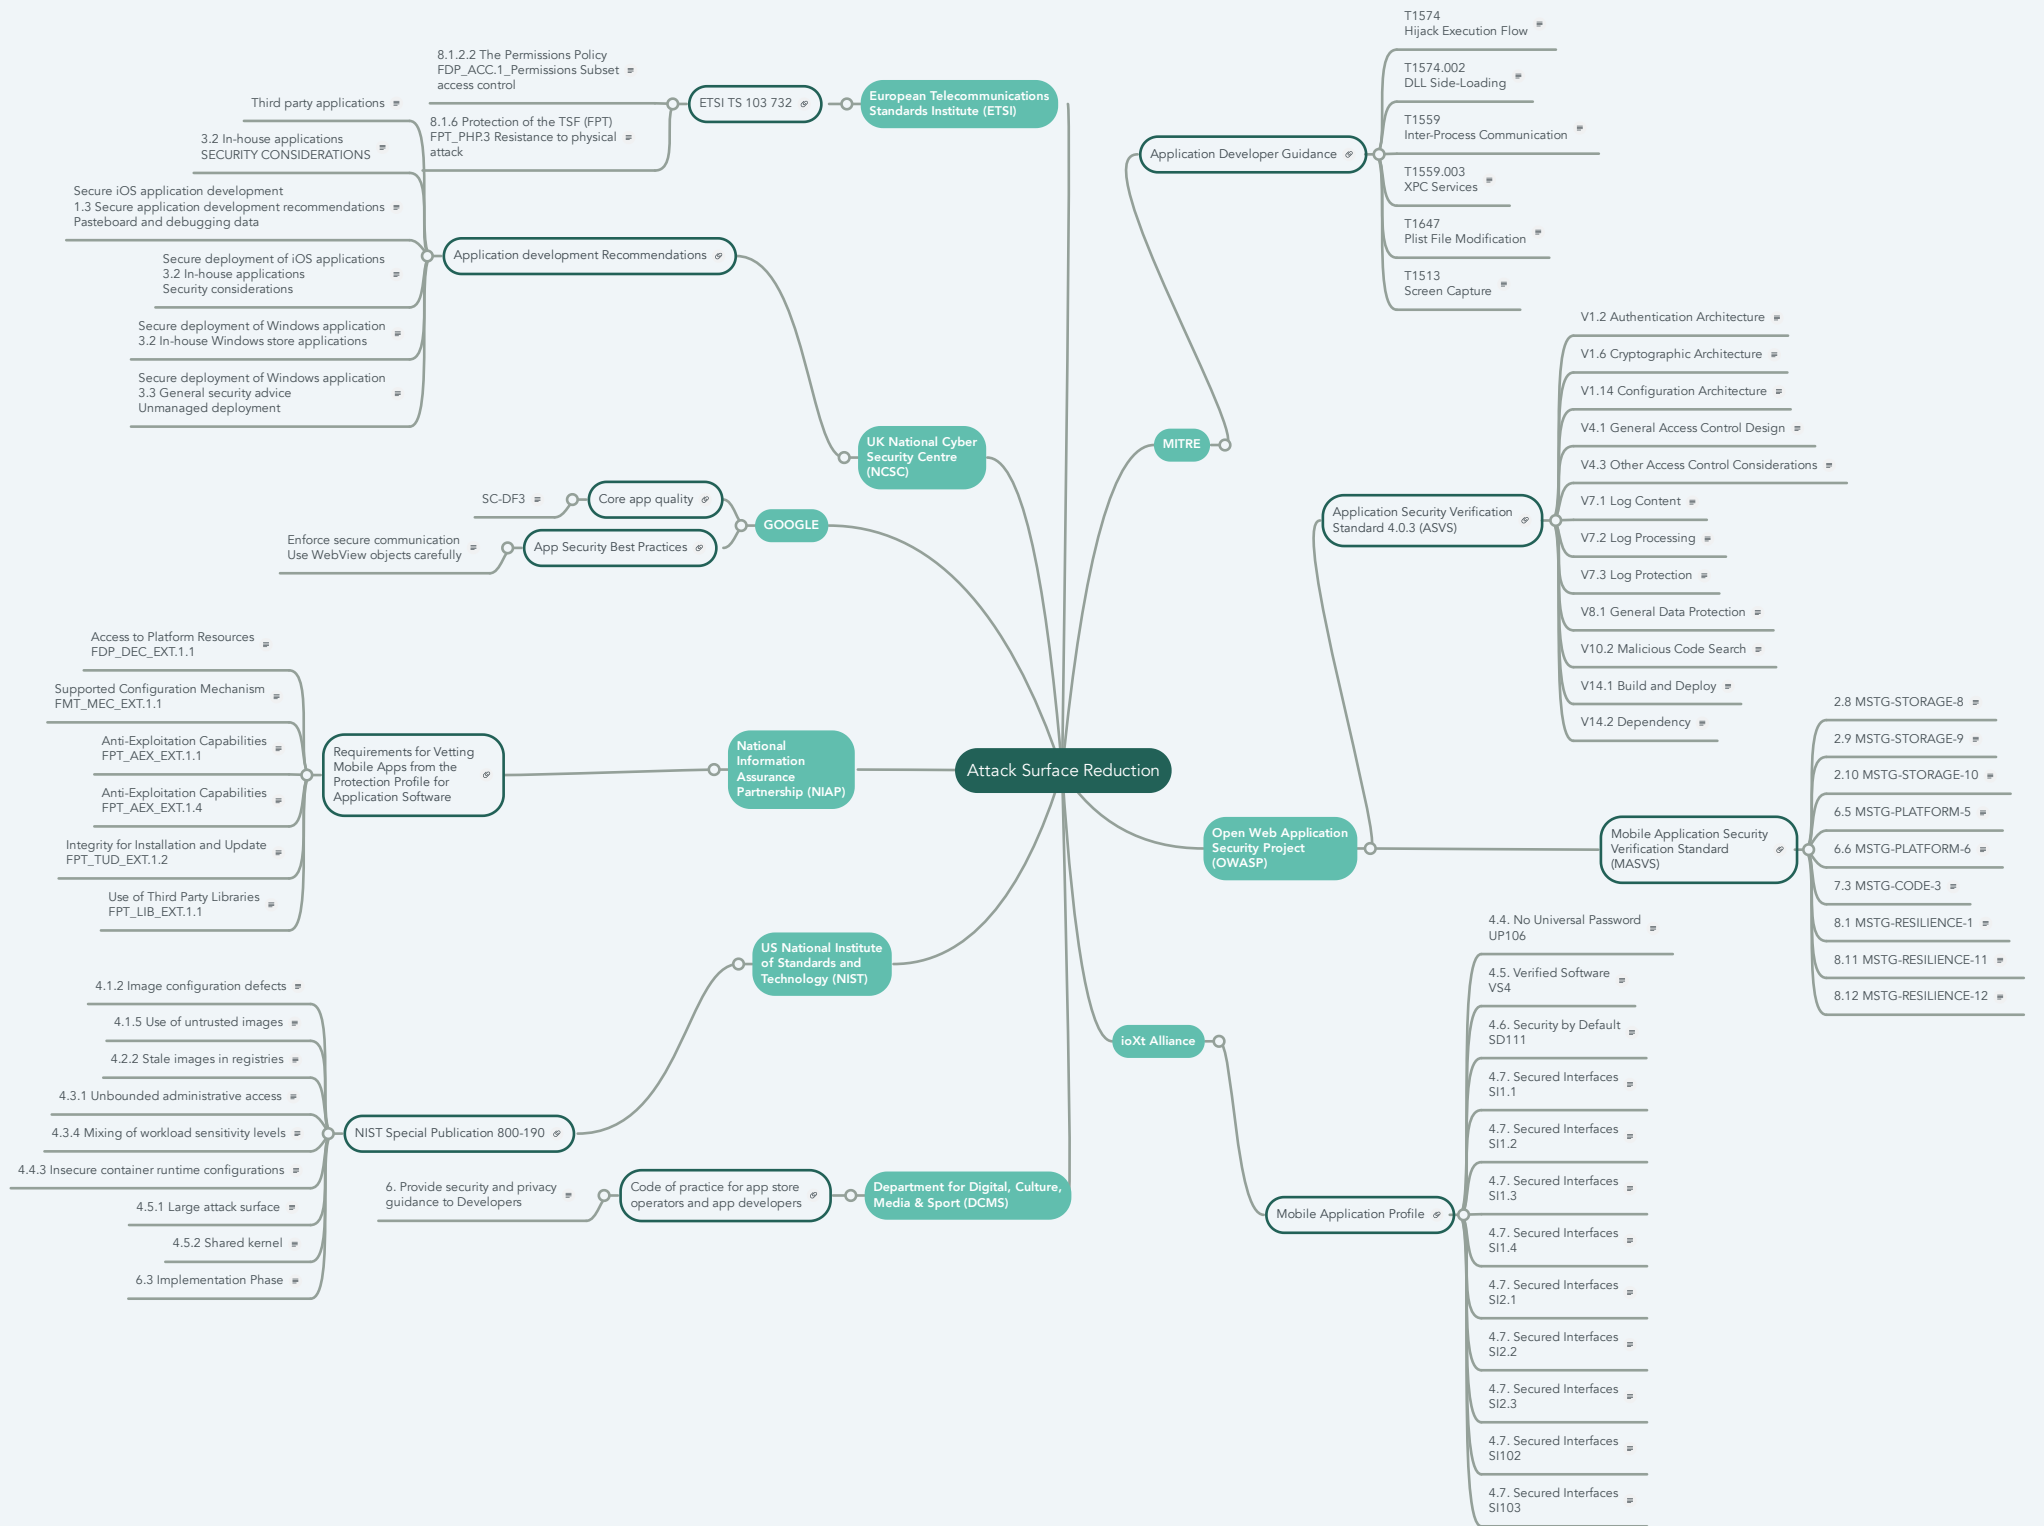 Attack Surface Reduction
European Telecommunications
Standards Institute (ETSI)
ETSI TS 103 732
8.1.2.2 The Permissions Policy
FDP_ACC.1_Permissions Subset
access control
8.1.6 Protection of the TSF (FPT)
FPT_PHP.3 Resistance to physical
attack
UK National Cyber
Security Centre
(NCSC)
Application development Recommendations
Third party applications
3.2 In-house applications
SECURITY CONSIDERATIONS
Secure iOS application development
1.3 Secure application development recommendations
Pasteboard and debugging data
Secure deployment of iOS applications
3.2 In-house applications
Security considerations
Secure deployment of Windows application
3.2 In-house Windows store applications
Secure deployment of Windows application
3.3 General security advice
Unmanaged deployment
GOOGLE
Core app quality
SC-DF3
App Security Best Practices
Enforce secure communication
Use WebView objects carefully
National
Information
Assurance
Partnership (NIAP)
Requirements for Vetting
Mobile Apps from the
Protection Profile for
Application Software
Access to Platform Resources
FDP_DEC_EXT.1.1
Supported Configuration Mechanism
FMT_MEC_EXT.1.1
Anti-Exploitation Capabilities
FPT_AEX_EXT.1.1
Anti-Exploitation Capabilities
FPT_AEX_EXT.1.4
Integrity for Installation and Update
FPT_TUD_EXT.1.2
Use of Third Party Libraries
FPT_LIB_EXT.1.1
US National Institute
of Standards and
Technology (NIST)
NIST Special Publication 800-190
4.1.2 Image configuration defects
4.1.5 Use of untrusted images
4.2.2 Stale images in registries
4.3.1 Unbounded administrative access
4.3.4 Mixing of workload sensitivity levels
4.4.3 Insecure container runtime configurations
4.5.1 Large attack surface
4.5.2 Shared kernel
6.3 Implementation Phase
Department for Digital, Culture,
Media & Sport (DCMS)
Code of practice for app store
operators and app developers
6. Provide security and privacy
guidance to Developers
MITRE
Application Developer Guidance
T1574
Hijack Execution Flow
T1574.002
DLL Side-Loading
T1559
Inter-Process Communication
T1559.003
XPC Services
T1647
Plist File Modification
T1513
Screen Capture
Open Web Application
Security Project
(OWASP)
Application Security Verification
Standard 4.0.3 (ASVS)
V1.2 Authentication Architecture
V1.6 Cryptographic Architecture
V1.14 Configuration Architecture
V4.1 General Access Control Design
V4.3 Other Access Control Considerations
V7.1 Log Content
V7.2 Log Processing
V7.3 Log Protection
V8.1 General Data Protection
V10.2 Malicious Code Search
V14.1 Build and Deploy
V14.2 Dependency
Mobile Application Security
Verification Standard
(MASVS)
2.8 MSTG-STORAGE-8
2.9 MSTG-STORAGE-9
2.10 MSTG-STORAGE-10
6.5 MSTG-PLATFORM-5
6.6 MSTG-PLATFORM-6
7.3 MSTG-CODE-3
8.1 MSTG-RESILIENCE-1
8.11 MSTG-RESILIENCE-11
8.12 MSTG-RESILIENCE-12
ioXt Alliance
Mobile Application Profile
4.4. No Universal Password
UP106
4.5. Verified Software
VS4
4.6. Security by Default
SD111
4.7. Secured Interfaces
SI1.1
4.7. Secured Interfaces
SI1.2
4.7. Secured Interfaces
SI1.3
4.7. Secured Interfaces
SI1.4
4.7. Secured Interfaces
SI2.1
4.7. Secured Interfaces
SI2.2
4.7. Secured Interfaces
SI2.3
4.7. Secured Interfaces
SI102
4.7. Secured Interfaces
SI103